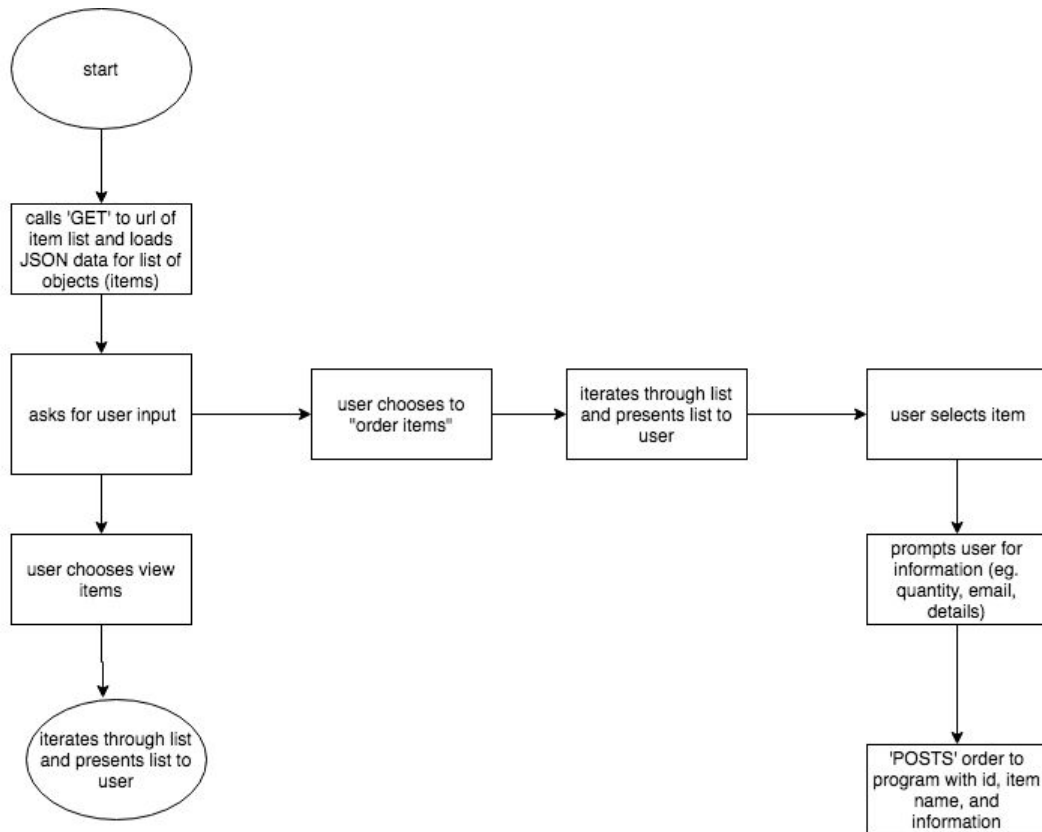 start
calls 'GET' to url of
item list and loads
JSON data for list of
objects (items)
asks for user input
user chooses to
"order items"
iterates through list
and presents list to
user
user selects item
user chooses view
items
prompts user for
information (eg.
quantity, email,
details)
iterates through list
and presents list to
user
'POSTS' order to
program with id, item
name, and
information